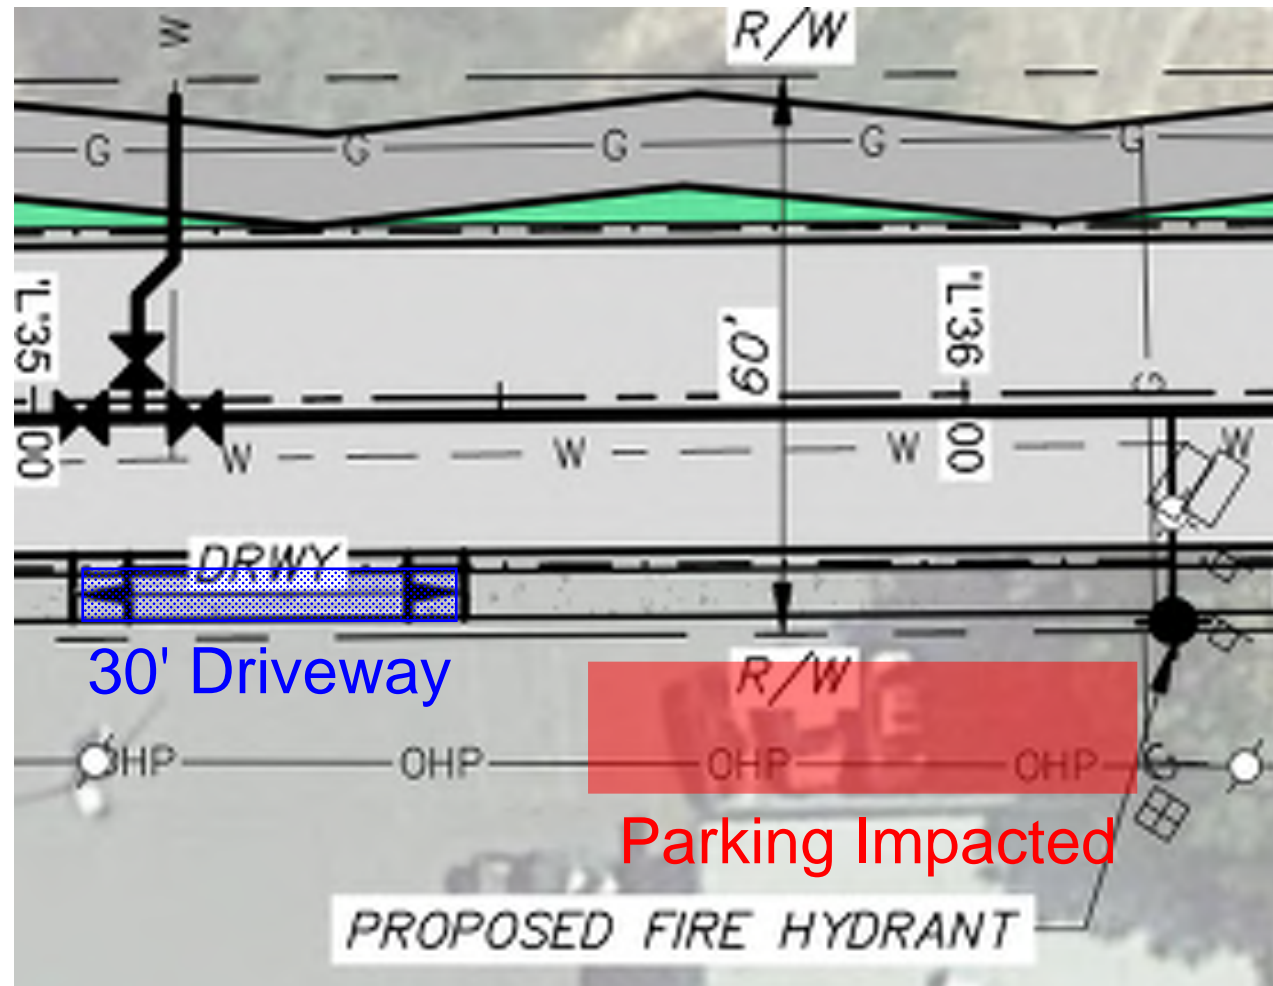 W
R/W
G G G G G
'L'35
00
60'
'L'36
00
G
W W W W
DRWY
30' Driveway
R/W
OHP OHP OHP OHP G
Parking Impacted
PROPOSED FIRE HYDRANT